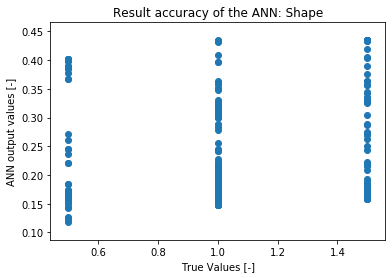 Result accuracy of the ANN: Shape
0.45
0.40
0.35
0.30
0.25
0.20
0.15
0.10
ANN output values [-]
0.6 0.8 1.0 1.2 1.4
True Values [-]